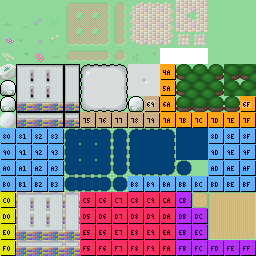 4A
5A
69 6A 6F
75 76 77 78 79 7A 7B 7C 7D 7E 7F
80 81 82 83 8D 8E 8F
90 91 92 93 9D 9E 9F
A0 A1 A2 A3 AD AE AF
B0 B1 B2 B3 B8 B9 BA BB BC BD BE BF
C0 C5 C6 C7 C8 C9 CA CB
D0 D5 D6 D7 D8 D9 DA DB DC
E0 E5 E6 E7 E8 E9 EA EB EC
F0 F5 F6 F7 F8 F9 FA FB FC FD FE FF